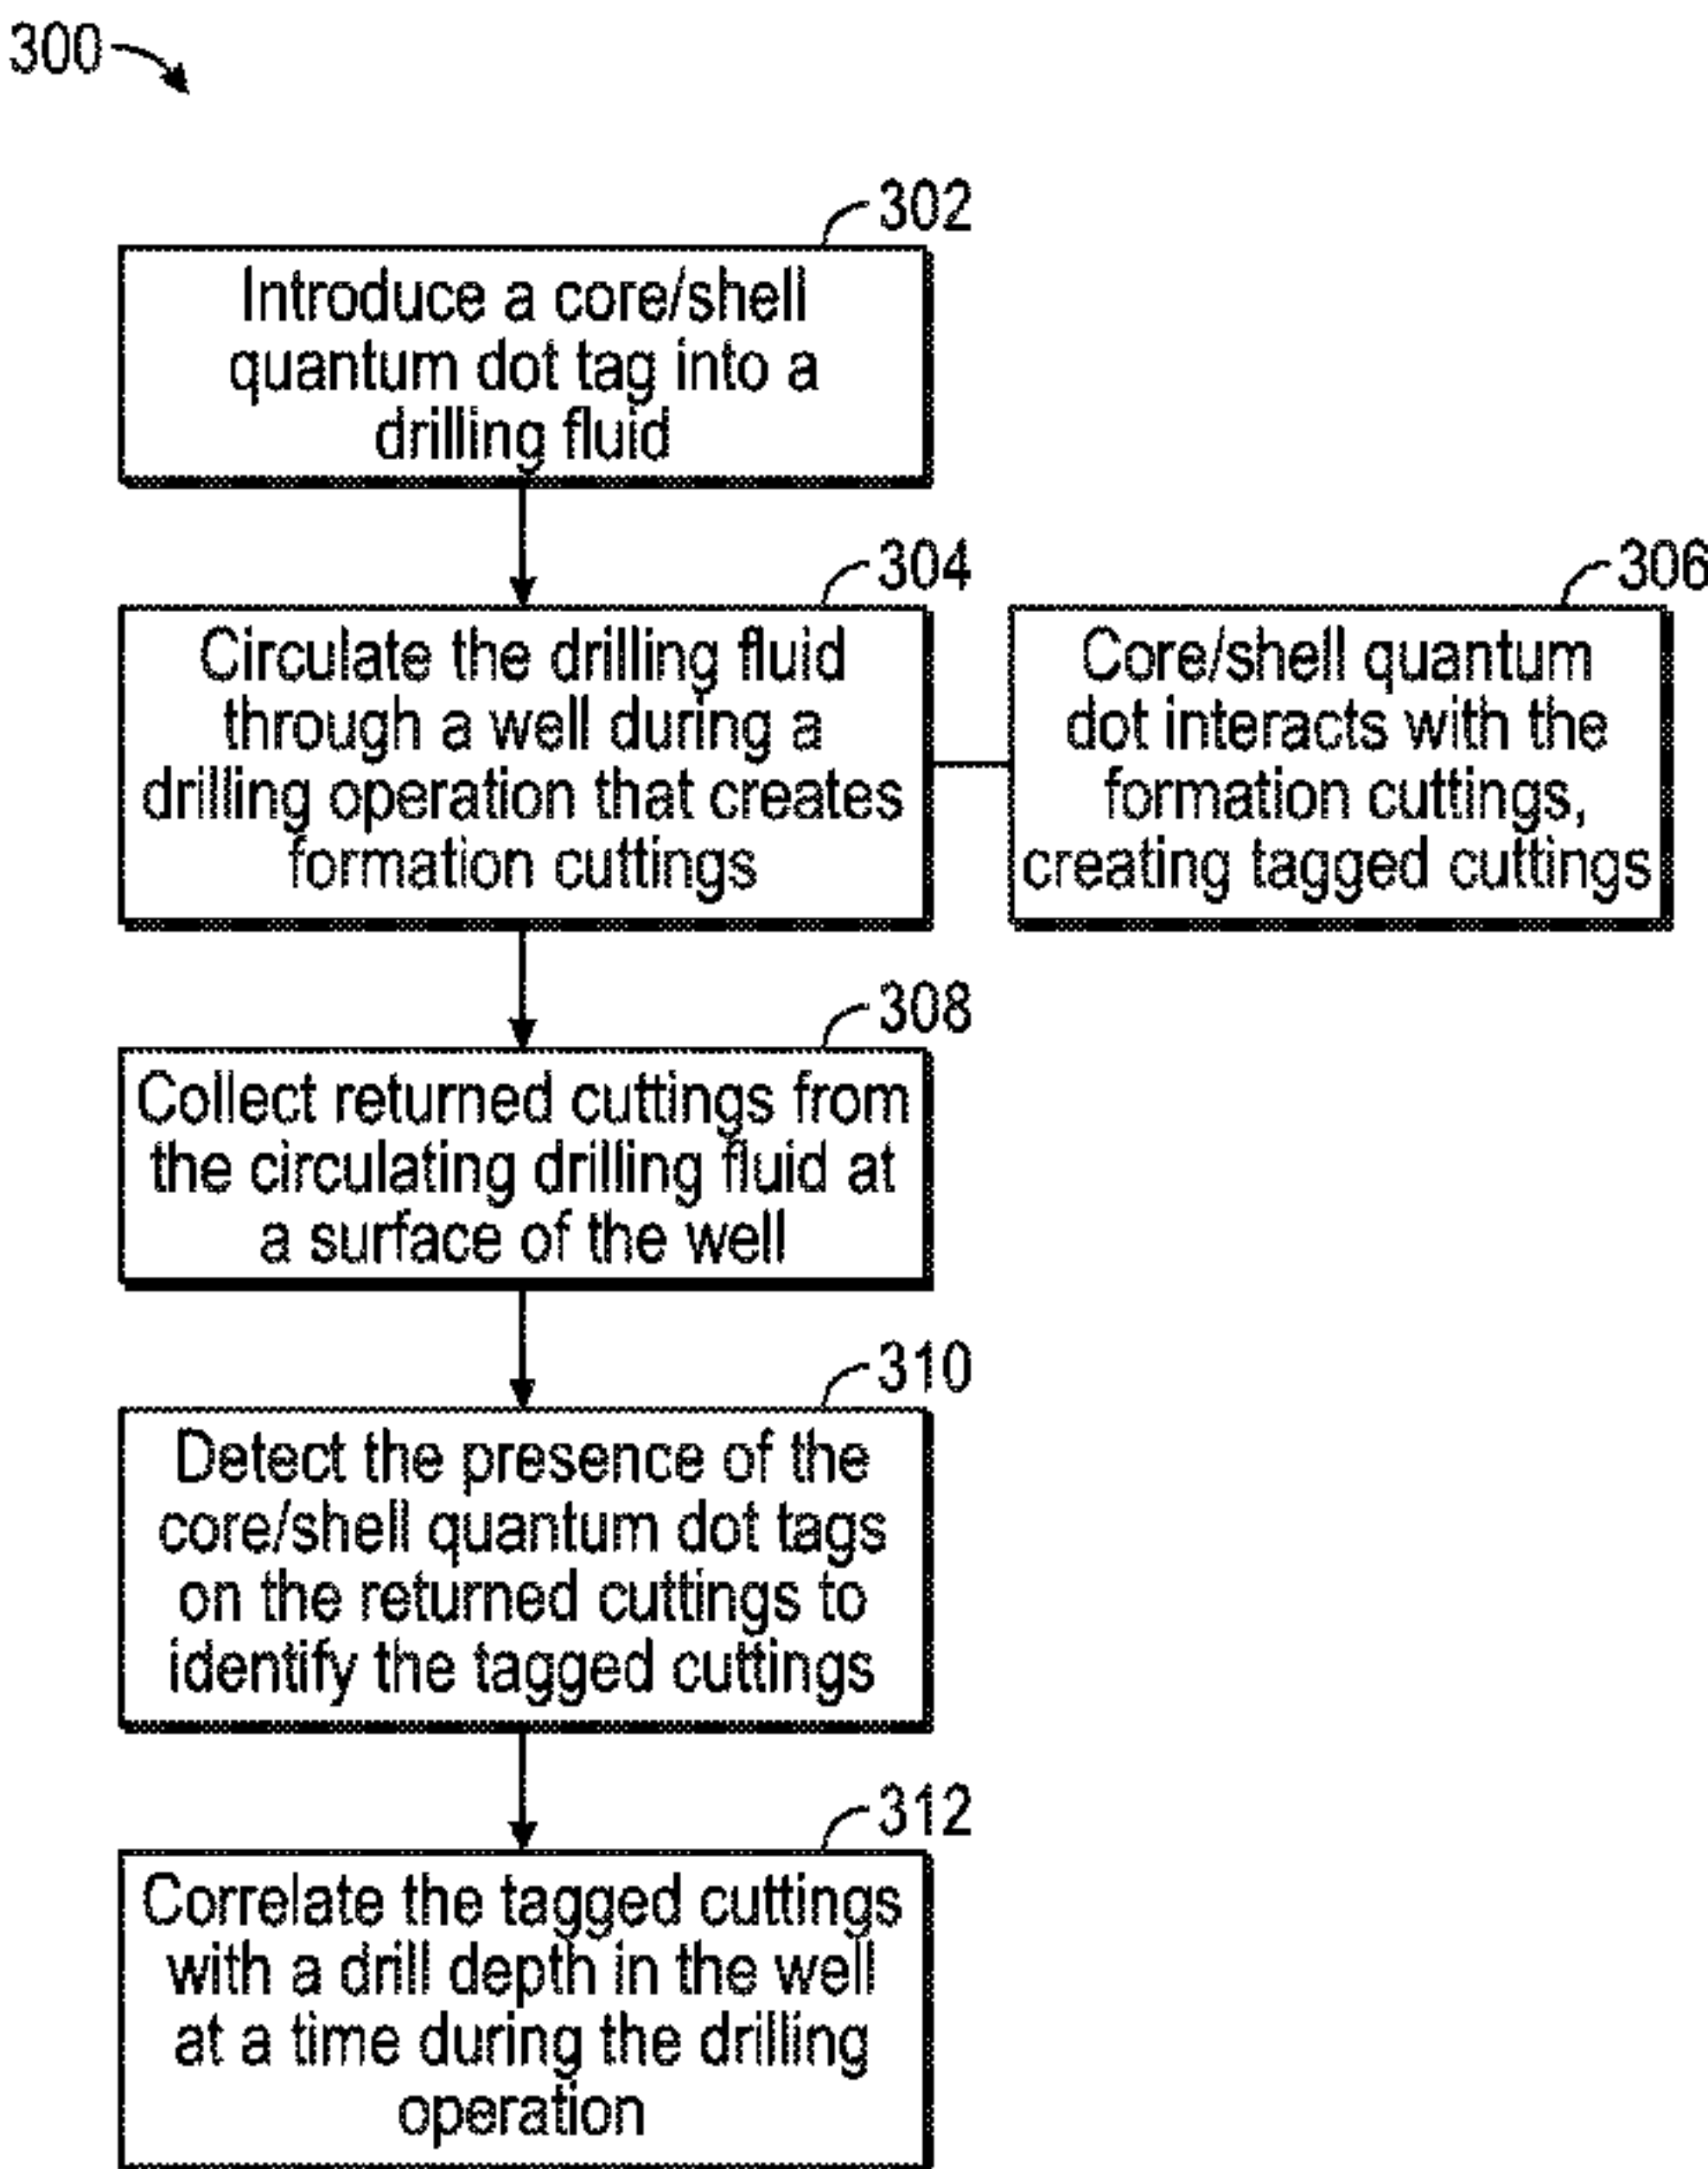 300
302
Introduce a core/shell
quantum dot tag into a
drilling fluid
304
Circulate the drilling fluid
through a well during a
drilling operation that creates
formation cuttings
306
Core/shell quantum
dot interacts with the
formation cuttings,
creating tagged cuttings
308
Collect returned cuttings from
the circulating drilling fluid at
a surface of the well
310
Detect the presence of the
core/shell quantum dot tags
on the returned cuttings to
identify the tagged cuttings
312
Correlate the tagged cuttings
with a drill depth in the well
at a time during the drilling
operation